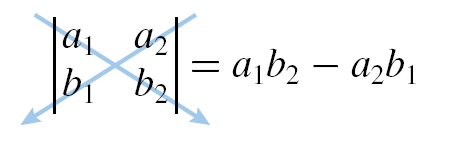 |a₁ a₂|
|b₁ b₂| = a₁b₂ − a₂b₁